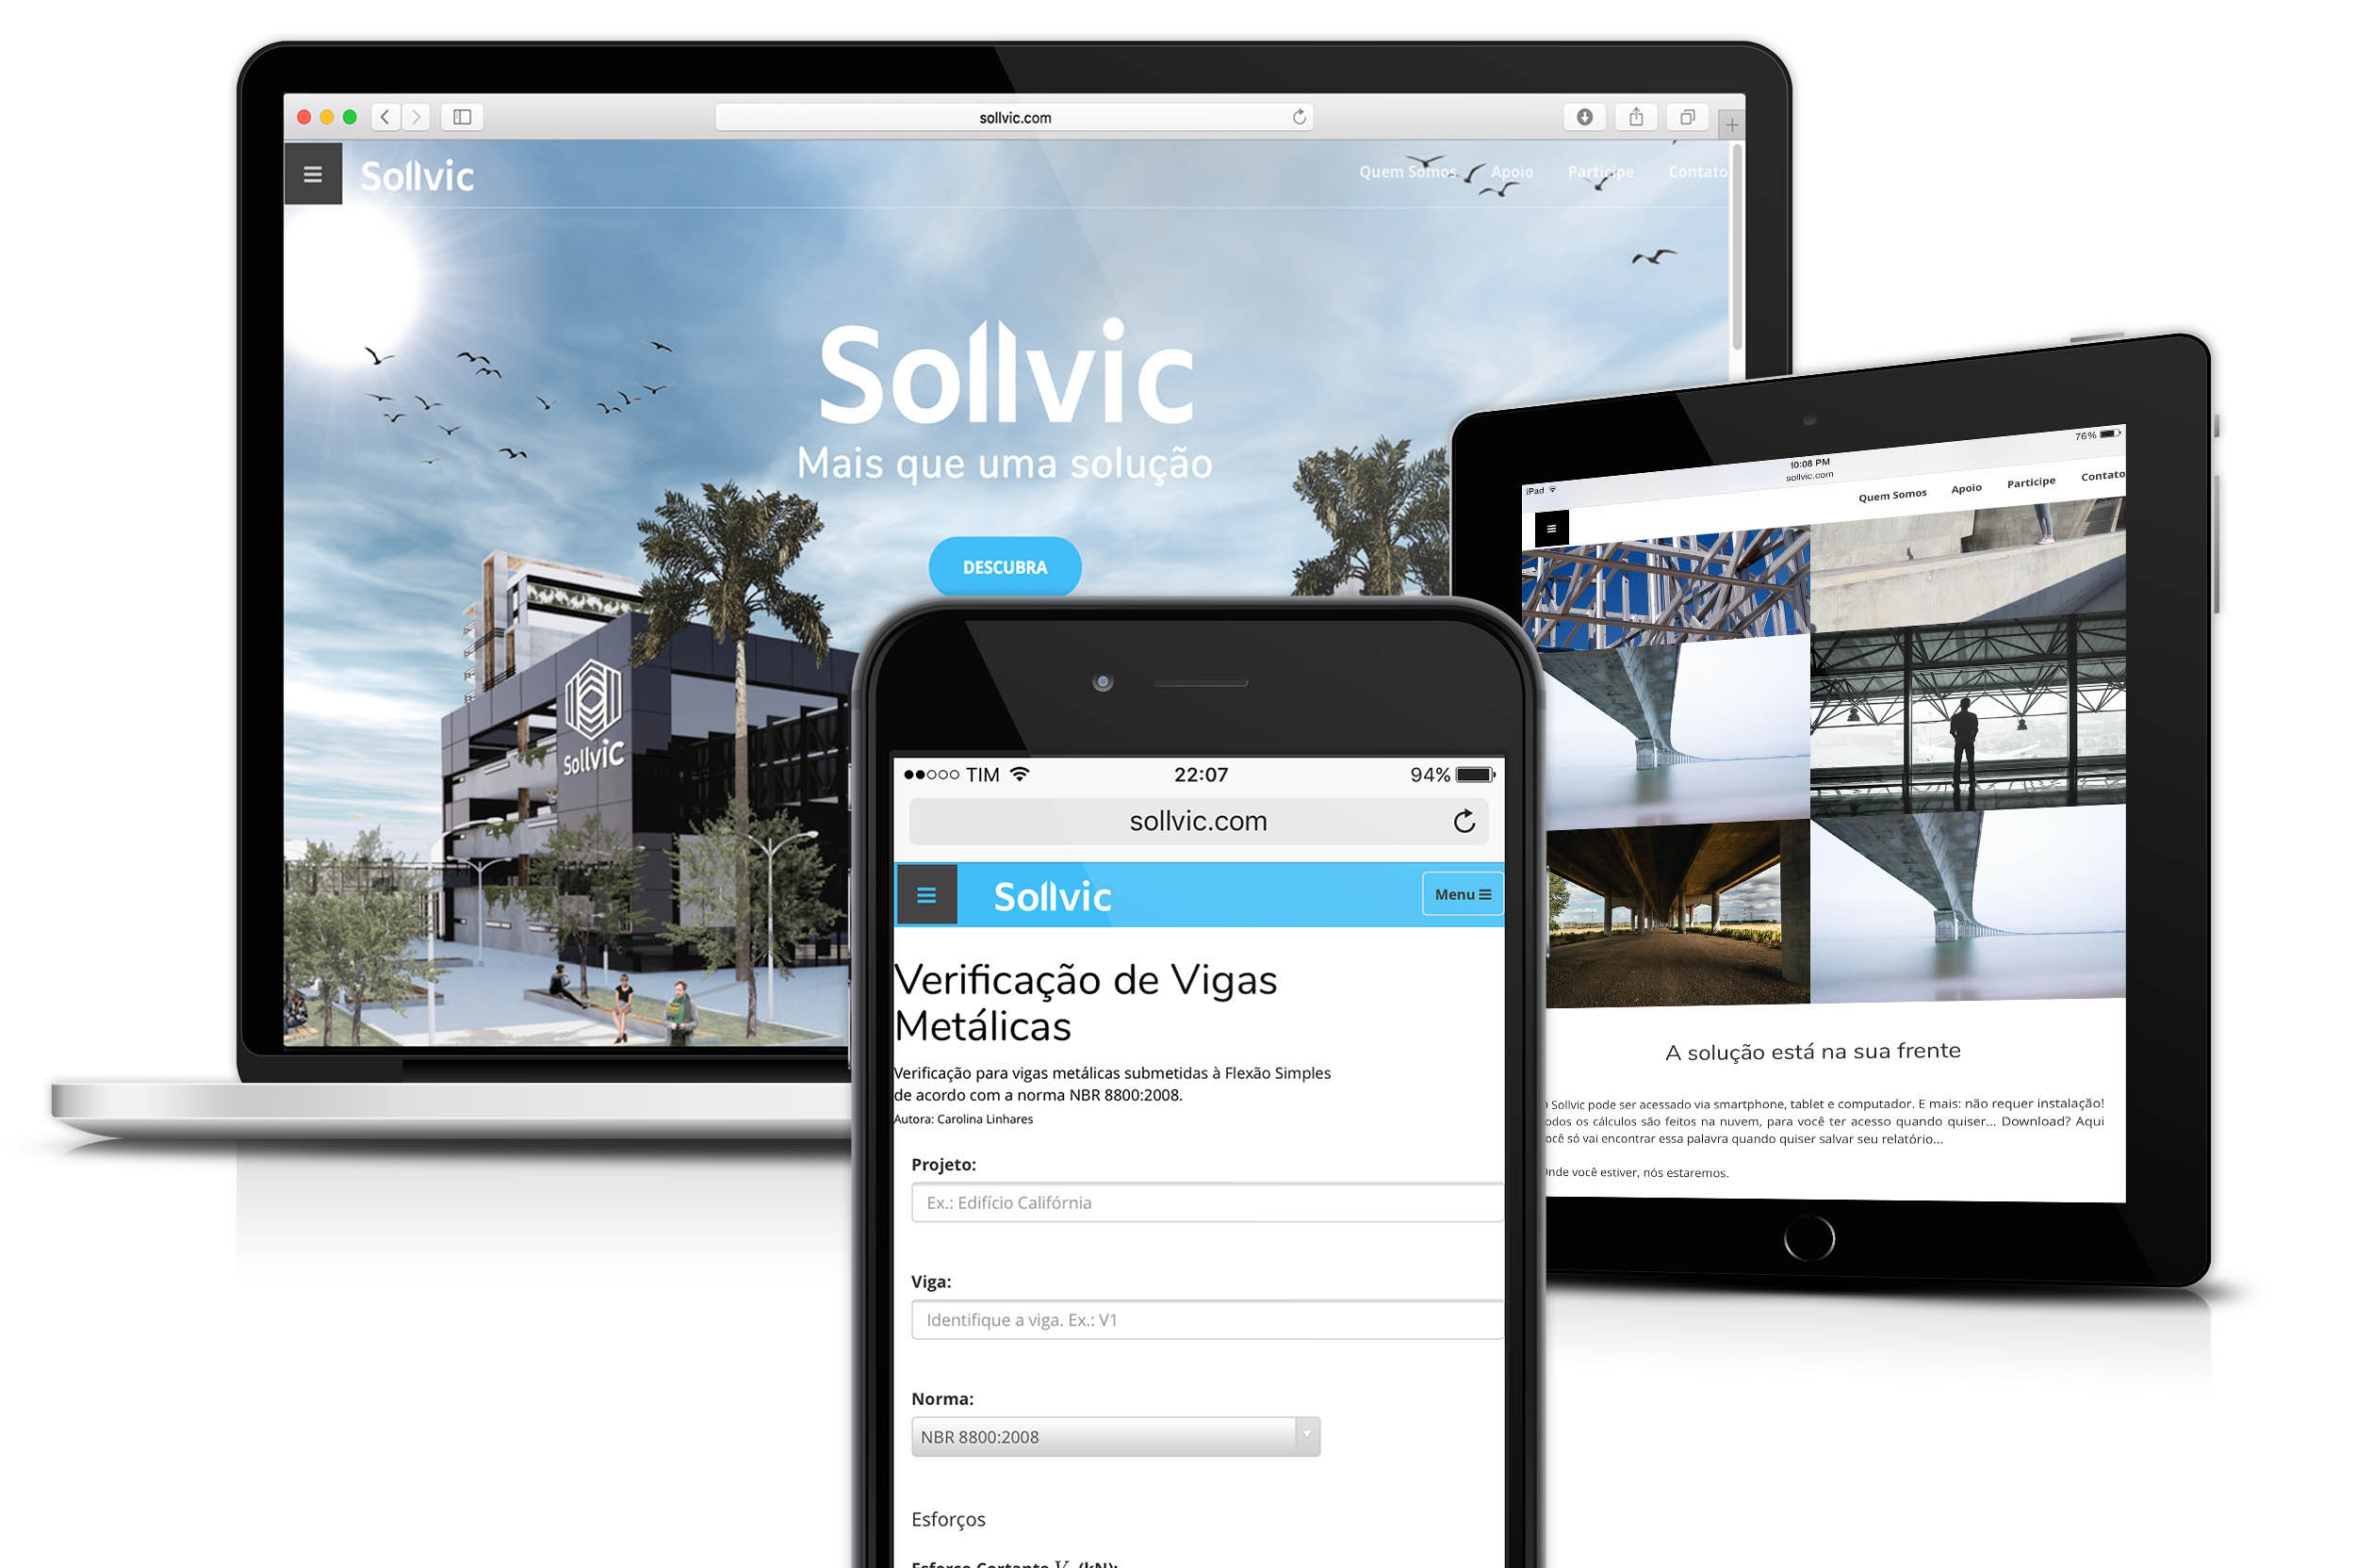 sollvic.com
Sollvic
Quem Somos Apoio Participe Contato
Sollvic
Mais que uma solução
DESCUBRA
Sollvic
76%
10:08 PM
iPad
sollvic.com
Quem Somos Apoio Participe Contato
A solução está na sua frente
Sollvic pode ser acessado via smartphone, tablet e computador. E mais: não requer instalação!
odos os cálculos são feitos na nuvem, para você ter acesso quando quiser... Download? Aqui
ocê só vai encontrar essa palavra quando quiser salvar seu relatório...
nde você estiver, nós estaremos.
TIM 22:07 94%
sollvic.com
Sollvic Menu
Verificação de Vigas
Metálicas
Verificação para vigas metálicas submetidas à Flexão Simples
de acordo com a norma NBR 8800:2008.
Autora: Carolina Linhares
Projeto:
Ex.: Edifício Califórnia
Viga:
Identifique a viga. Ex.: V1
Norma:
NBR 8800:2008
Esforços
Esforço Cortante V (kN):